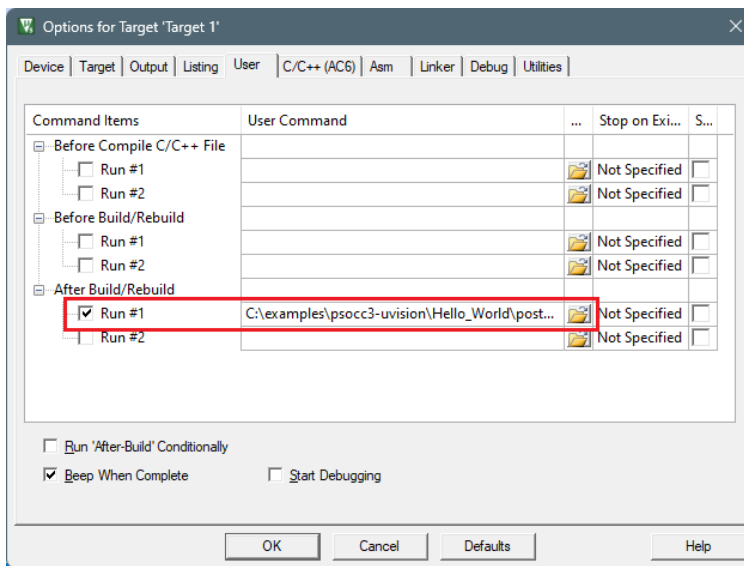 Options for Target 'Target 1'
Device Target Output Listing User C/C++ (AC6) Asm Linker Debug Utilities
Command Items User Command ... Stop on Exi... S...
Before Compile C/C++ File
Run #1 Not Specified
Run #2 Not Specified
Before Build/Rebuild
Run #1 Not Specified
Run #2 Not Specified
After Build/Rebuild
Run #1 C:\examples\psocc3-uvision\Hello_World\post... Not Specified
Run #2 Not Specified
Run 'After-Build' Conditionally
Beep When Complete Start Debugging
OK Cancel Defaults Help